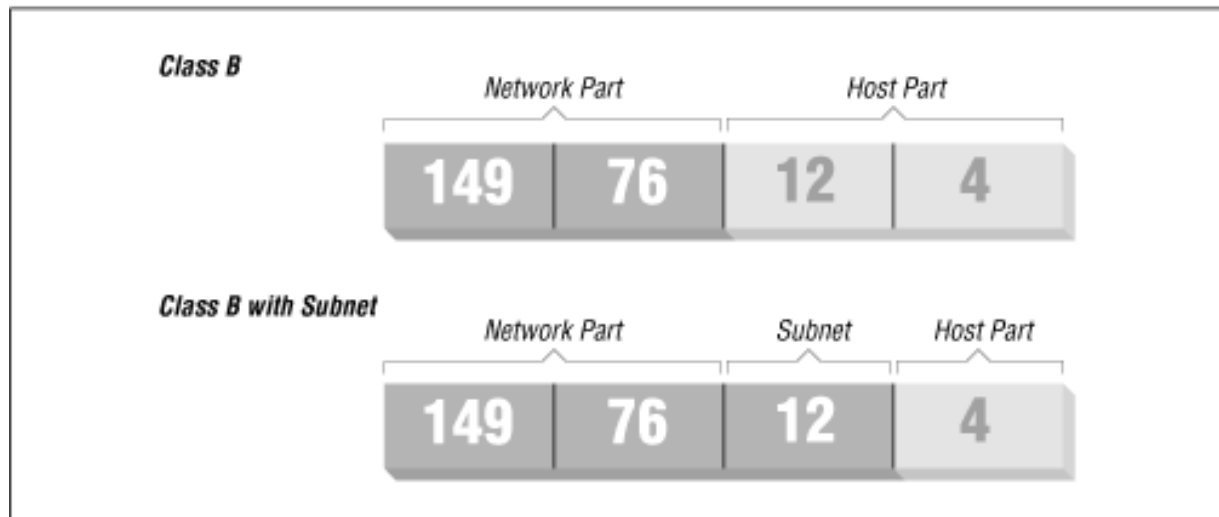 Class B
Network Part Host Part
149 76 12 4
Class B with Subnet
Network Part Subnet Host Part
149 76 12 4